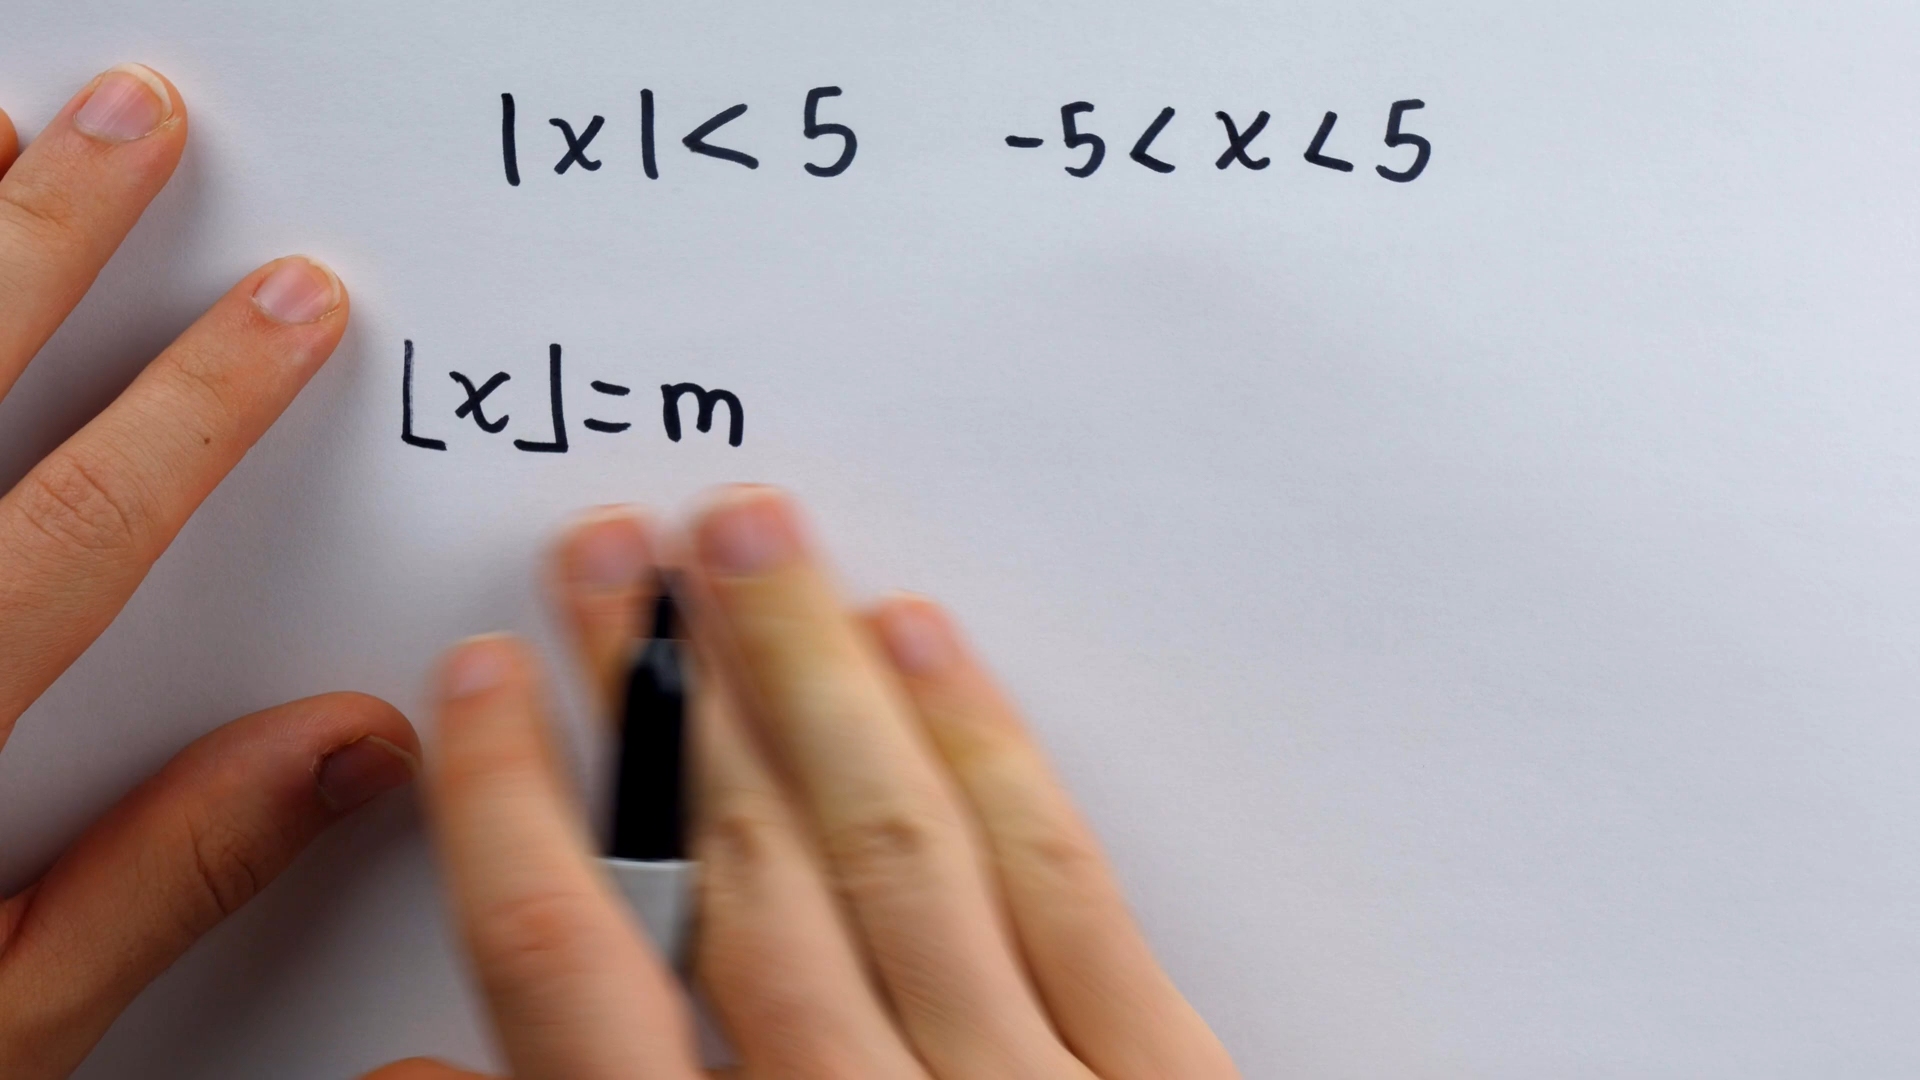 |x| < 5 -5 < x < 5
⌊x⌋ = m